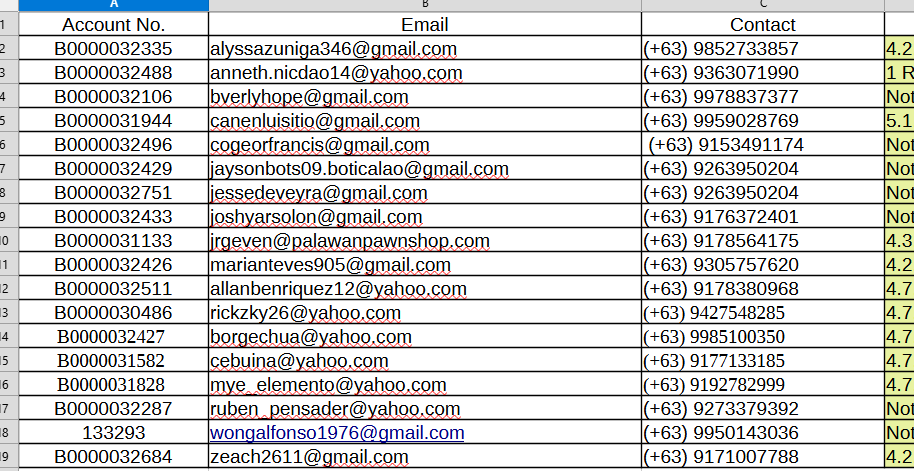 A B C
1 Account No. Email Contact
2 B0000032335 alyssazuniga346@gmail.com (+63) 9852733857 4.2
3 B0000032488 anneth.nicdao14@yahoo.com (+63) 9363071990 1 R
4 B0000032106 byerlyhope@gmail.com (+63) 9978837377 Not
5 B0000031944 canenluisitio@gmail.com (+63) 9959028769 5.1
6 B0000032496 cogeorfrancis@gmail.com (+63) 9153491174 Not
7 B0000032429 jaysonbots09.boticalao@gmail.com (+63) 9263950204 Not
8 B0000032751 jessedeveyra@gmail.com (+63) 9263950204 Not
9 B0000032433 joshyarsolon@gmail.com (+63) 9176372401 Not
10 B0000031133 jrgeven@palawanpawnshop.com (+63) 9178564175 4.3
11 B0000032426 marianteves905@gmail.com (+63) 9305757620 4.2
12 B0000032511 allanbenriquez12@yahoo.com (+63) 9178380968 4.7
13 B0000030486 rickzky26@yahoo.com (+63) 9427548285 4.7
14 B0000032427 borgechua@yahoo.com (+63) 9985100350 4.7
15 B0000031582 cebuina@yahoo.com (+63) 9177133185 4.7
16 B0000031828 mye_elemento@yahoo.com (+63) 9192782999 4.7
17 B0000032287 ruben_pensader@yahoo.com (+63) 9273379392 Not
18 133293 wongalfonso1976@gmail.com (+63) 9950143036 Not
19 B0000032684 zeach2611@gmail.com (+63) 9171007788 4.2